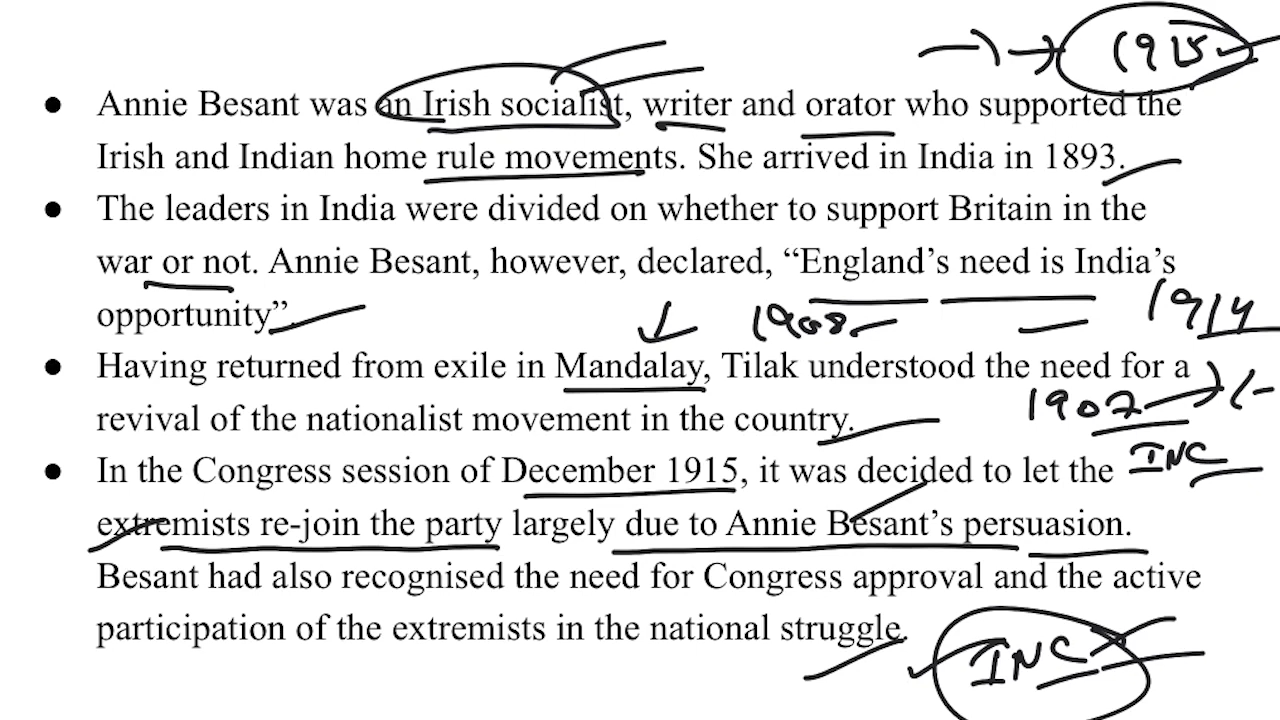 1915
● Annie Besant was an Irish socialist, writer and orator who supported the
Irish and Indian home rule movements. She arrived in India in 1893.
● The leaders in India were divided on whether to support Britain in the
war or not. Annie Besant, however, declared, “England’s need is India’s
opportunity”.
1908 1914
● Having returned from exile in Mandalay, Tilak understood the need for a
1907
revival of the nationalist movement in the country.
INC
● In the Congress session of December 1915, it was decided to let the
extremists re-join the party largely due to Annie Besant’s persuasion.
Besant had also recognised the need for Congress approval and the active
participation of the extremists in the national struggle.
INC